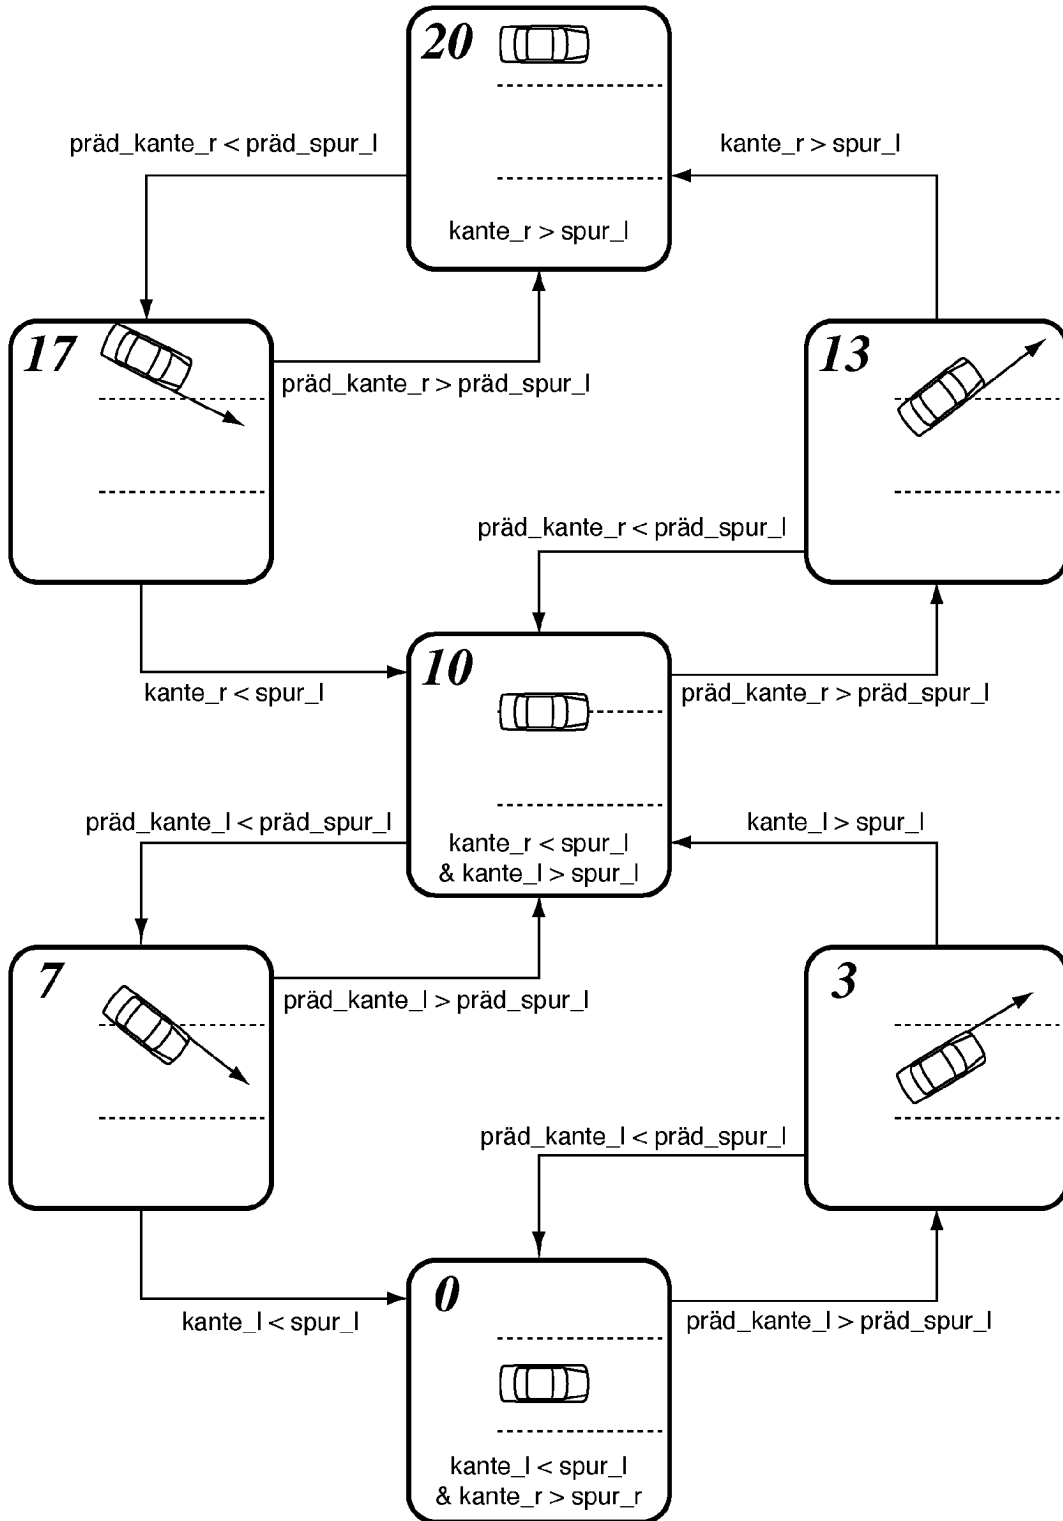 20
präd_kante_r < präd_spur_l
kante_r > spur_l
kante_r > spur_l
17
13
präd_kante_r > präd_spur_l
präd_kante_r < präd_spur_l
10
kante_r < spur_l
präd_kante_r > präd_spur_l
präd_kante_l < präd_spur_l
kante_l > spur_l
kante_r < spur_l
& kante_l > spur_l
7
3
präd_kante_l > präd_spur_l
präd_kante_l < präd_spur_l
0
kante_l < spur_l
präd_kante_l > präd_spur_l
kante_l < spur_l
& kante_r > spur_r